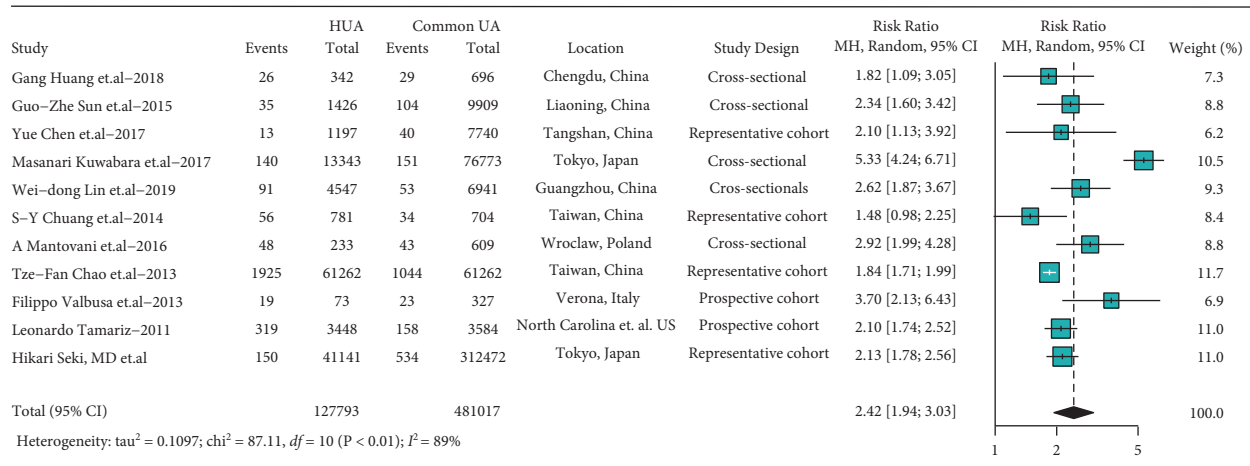 HUA Common UA Risk Ratio Risk Ratio
Study Events Total Events Total Location Study Design MH, Random, 95% CI MH, Random, 95% CI Weight (%)
Gang Huang et.al−2018 26 342 29 696 Chengdu, China Cross-sectional 1.82 [1.09; 3.05] 7.3
Guo−Zhe Sun et.al−2015 35 1426 104 9909 Liaoning, China Cross-sectional 2.34 [1.60; 3.42] 8.8
Yue Chen et.al−2017 13 1197 40 7740 Tangshan, China Representative cohort 2.10 [1.13; 3.92] 6.2
Masanari Kuwabara et.al−2017 140 13343 151 76773 Tokyo, Japan Cross-sectional 5.33 [4.24; 6.71] 10.5
Wei−dong Lin et.al−2019 91 4547 53 6941 Guangzhou, China Cros-sectionals 2.62 [1.87; 3.67] 9.3
S−Y Chuang et.al−2014 56 781 34 704 Taiwan, China Representative cohort 1.48 [0.98; 2.25] 8.4
A Mantovani et.al−2016 48 233 43 609 Wroclaw, Poland Cross-sectional 2.92 [1.99; 4.28] 8.8
Tze−Fan Chao et.al−2013 1925 61262 1044 61262 Taiwan, China Representative cohort 1.84 [1.71; 1.99] 11.7
Filippo Valbusa et.al−2013 19 73 23 327 Verona, Italy Prospective cohort 3.70 [2.13; 6.43] 6.9
Leonardo Tamariz−2011 319 3448 158 3584 North Carolina et. al. US Prospective cohort 2.10 [1.74; 2.52] 11.0
Hikari Seki, MD et.al 150 41141 534 312472 Tokyo, Japan Representative cohort 2.13 [1.78; 2.56] 11.0
Total (95% CI) 127793 481017 2.42 [1.94; 3.03] 100.0
Heterogeneity: tau² = 0.1097; chi² = 87.11, df = 10 (P < 0.01); I² = 89%
1 2 5